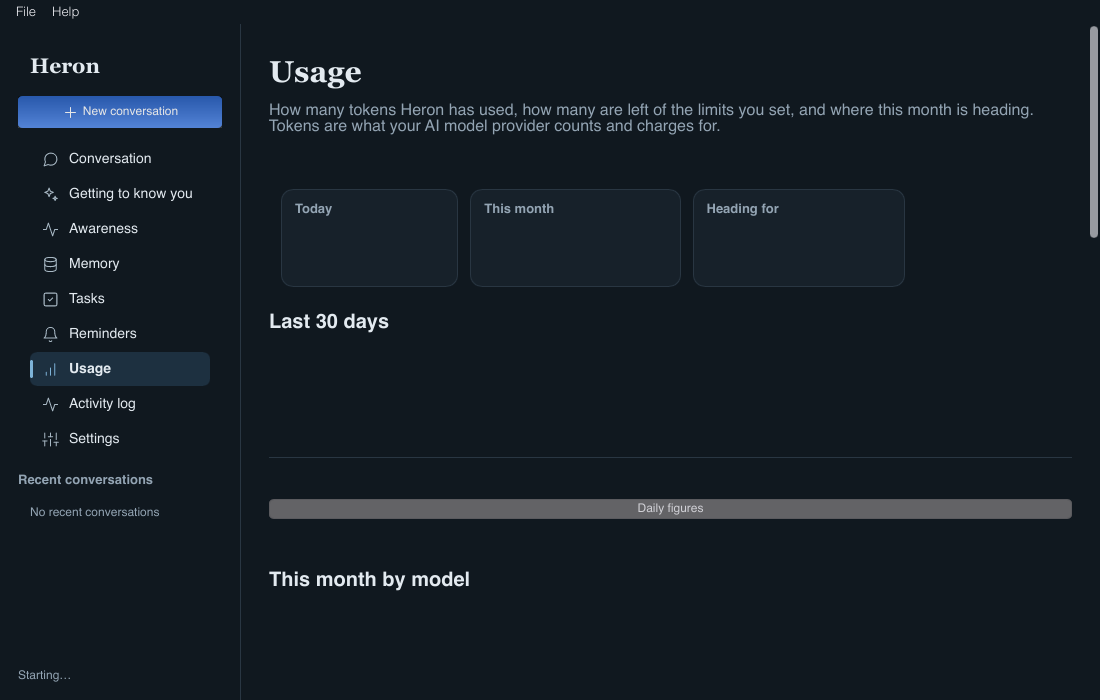 File Help
Heron
New conversation
Conversation
Getting to know you
Awareness
Memory
Tasks
Reminders
Usage
Activity log
Settings
Recent conversations
No recent conversations
Starting…
Usage
How many tokens Heron has used, how many are left of the limits you set, and where this month is heading.
Tokens are what your AI model provider counts and charges for.
Today
This month
Heading for
Last 30 days
Daily figures
This month by model